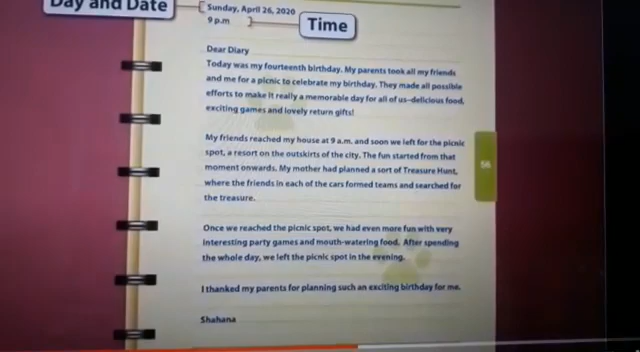 Day and Date
Sunday, April 26, 2020
9 p.m
Time
Dear Diary
Today was my fourteenth birthday. My parents took all my friends
and me for a picnic to celebrate my birthday. They made all possible
efforts to make it really a memorable day for all of us–delicious food,
exciting games and lovely return gifts!
My friends reached my house at 9 a.m. and soon we left for the picnic
spot, a resort on the outskirts of the city. The fun started from that
moment onwards. My mother had planned a sort of Treasure Hunt,
where the friends in each of the cars formed teams and searched for
the treasure.
56
Once we reached the picnic spot, we had even more fun with very
interesting party games and mouth-watering food. After spending
the whole day, we left the picnic spot in the evening.
I thanked my parents for planning such an exciting birthday for me.
Shahana